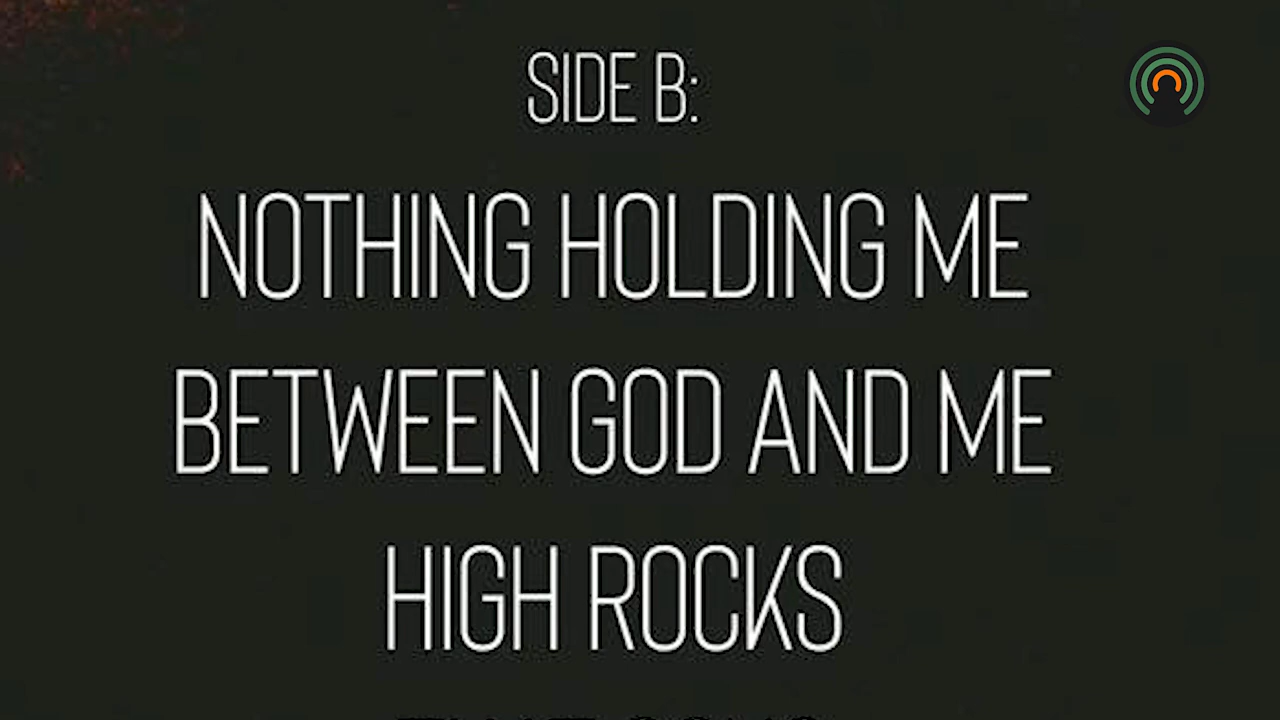 SIDE B:
NOTHING HOLDING ME
BETWEEN GOD AND ME
HIGH ROCKS